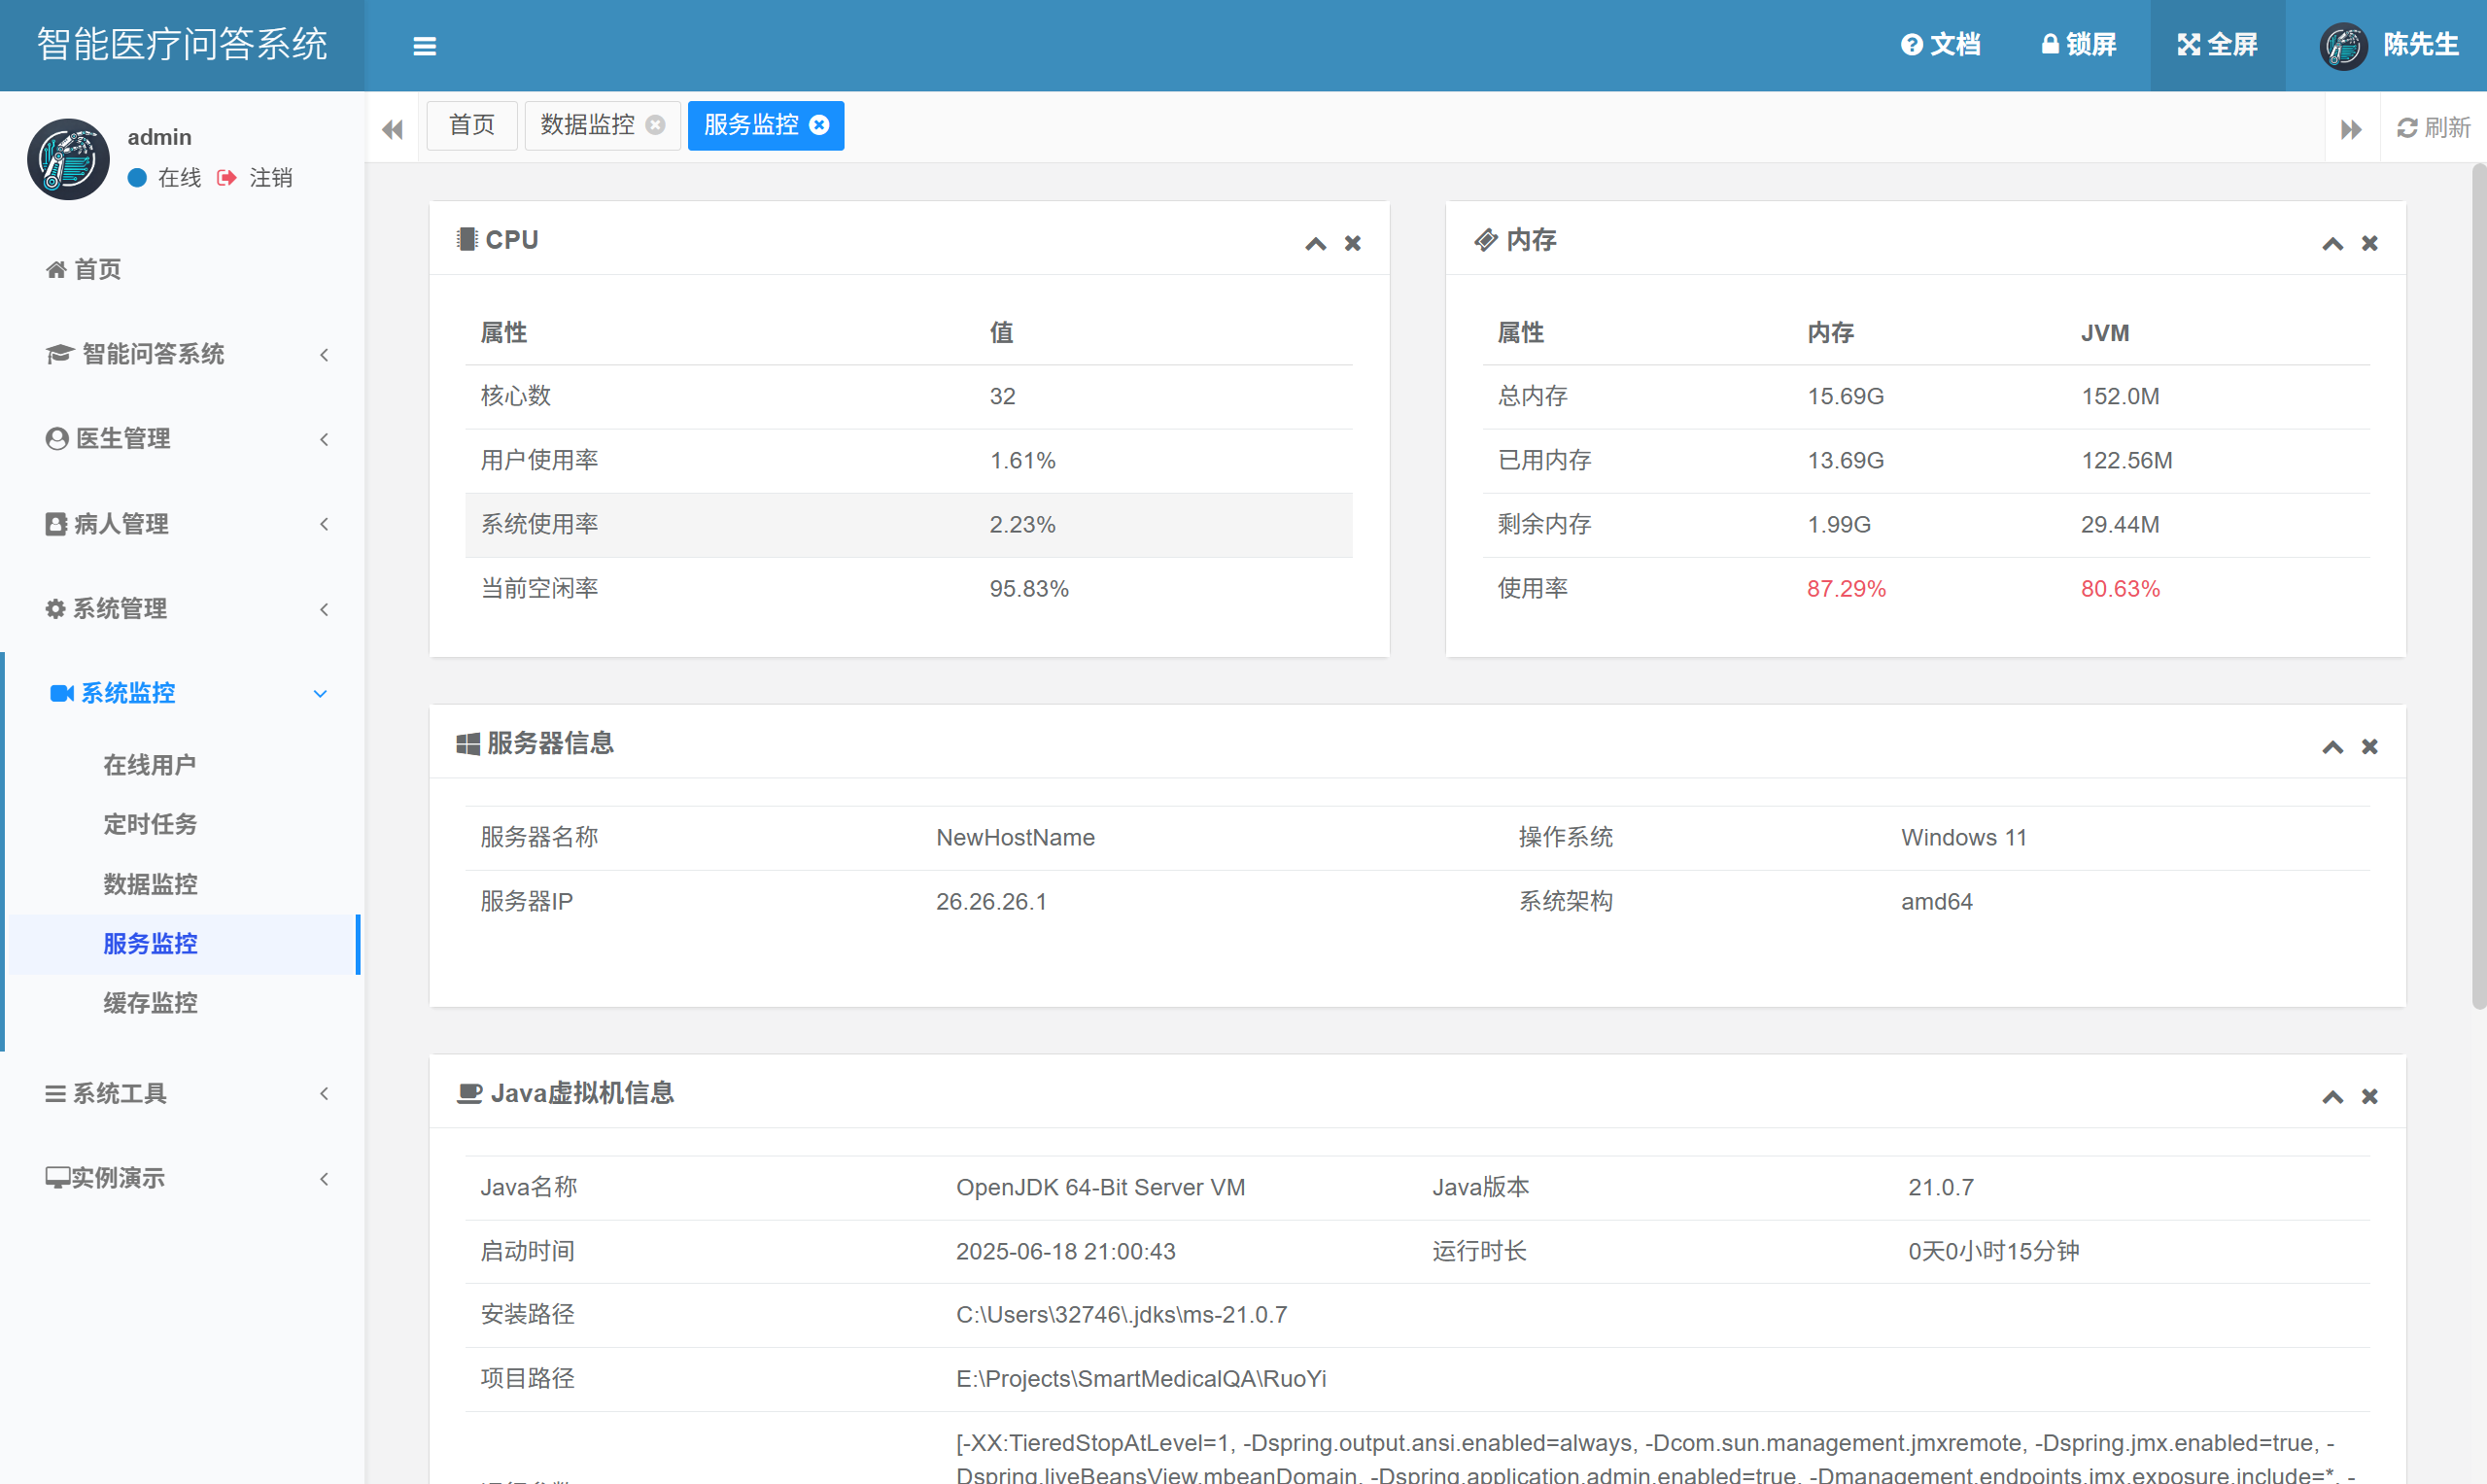 智能医疗问答系统
文档 锁屏 全屏 陈先生
admin
在线 注销
首页 数据监控 服务监控 刷新
首页
智能问答系统
医生管理
病人管理
系统管理
系统监控
在线用户
定时任务
数据监控
服务监控
缓存监控
系统工具
实例演示
CPU
属性 值
核心数 32
用户使用率 1.61%
系统使用率 2.23%
当前空闲率 95.83%
内存
属性 内存 JVM
总内存 15.69G 152.0M
已用内存 13.69G 122.56M
剩余内存 1.99G 29.44M
使用率 87.29% 80.63%
服务器信息
服务器名称 NewHostName 操作系统 Windows 11
服务器IP 26.26.26.1 系统架构 amd64
Java虚拟机信息
Java名称 OpenJDK 64-Bit Server VM Java版本 21.0.7
启动时间 2025-06-18 21:00:43 运行时长 0天0小时15分钟
安装路径 C:\Users\32746\.jdks\ms-21.0.7
项目路径 E:\Projects\SmartMedicalQA\RuoYi
[-XX:TieredStopAtLevel=1, -Dspring.output.ansi.enabled=always, -Dcom.sun.management.jmxremote, -Dspring.jmx.enabled=true, -
Dspring.liveBeansView.mbeanDomain, -Dspring.application.admin.enabled=true, -Dmanagement.endpoints.jmx.exposure.include=*, -